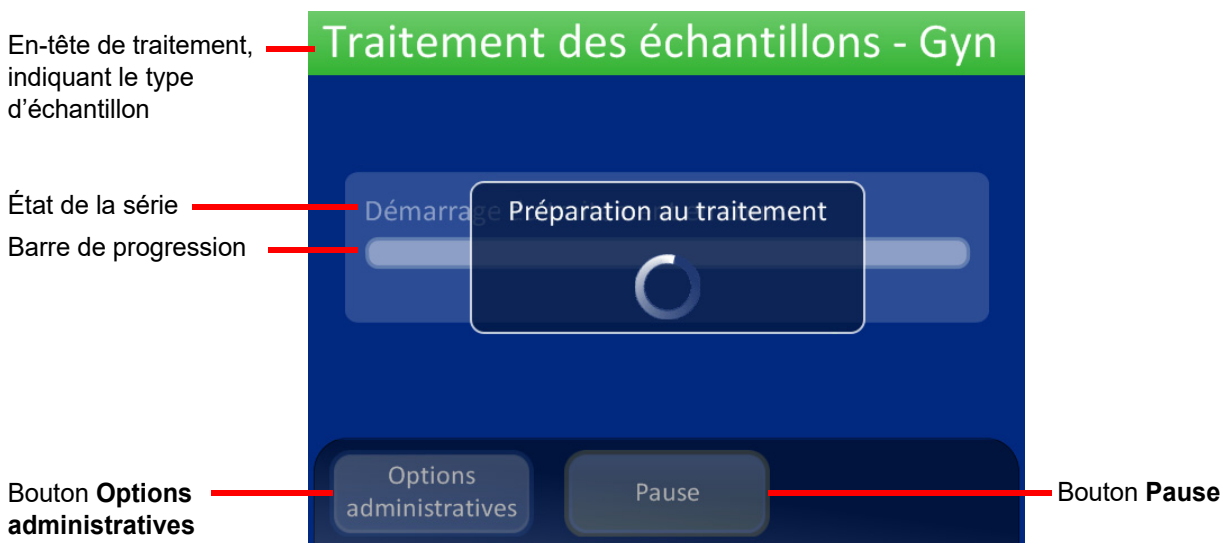 Traitement des échantillons - Gyn
En-tête de traitement,
indiquant le type
d’échantillon
État de la série
Démarrage
Préparation au traitement
Barre de progression
Options
administratives
Pause
Bouton Options
administratives
Bouton Pause